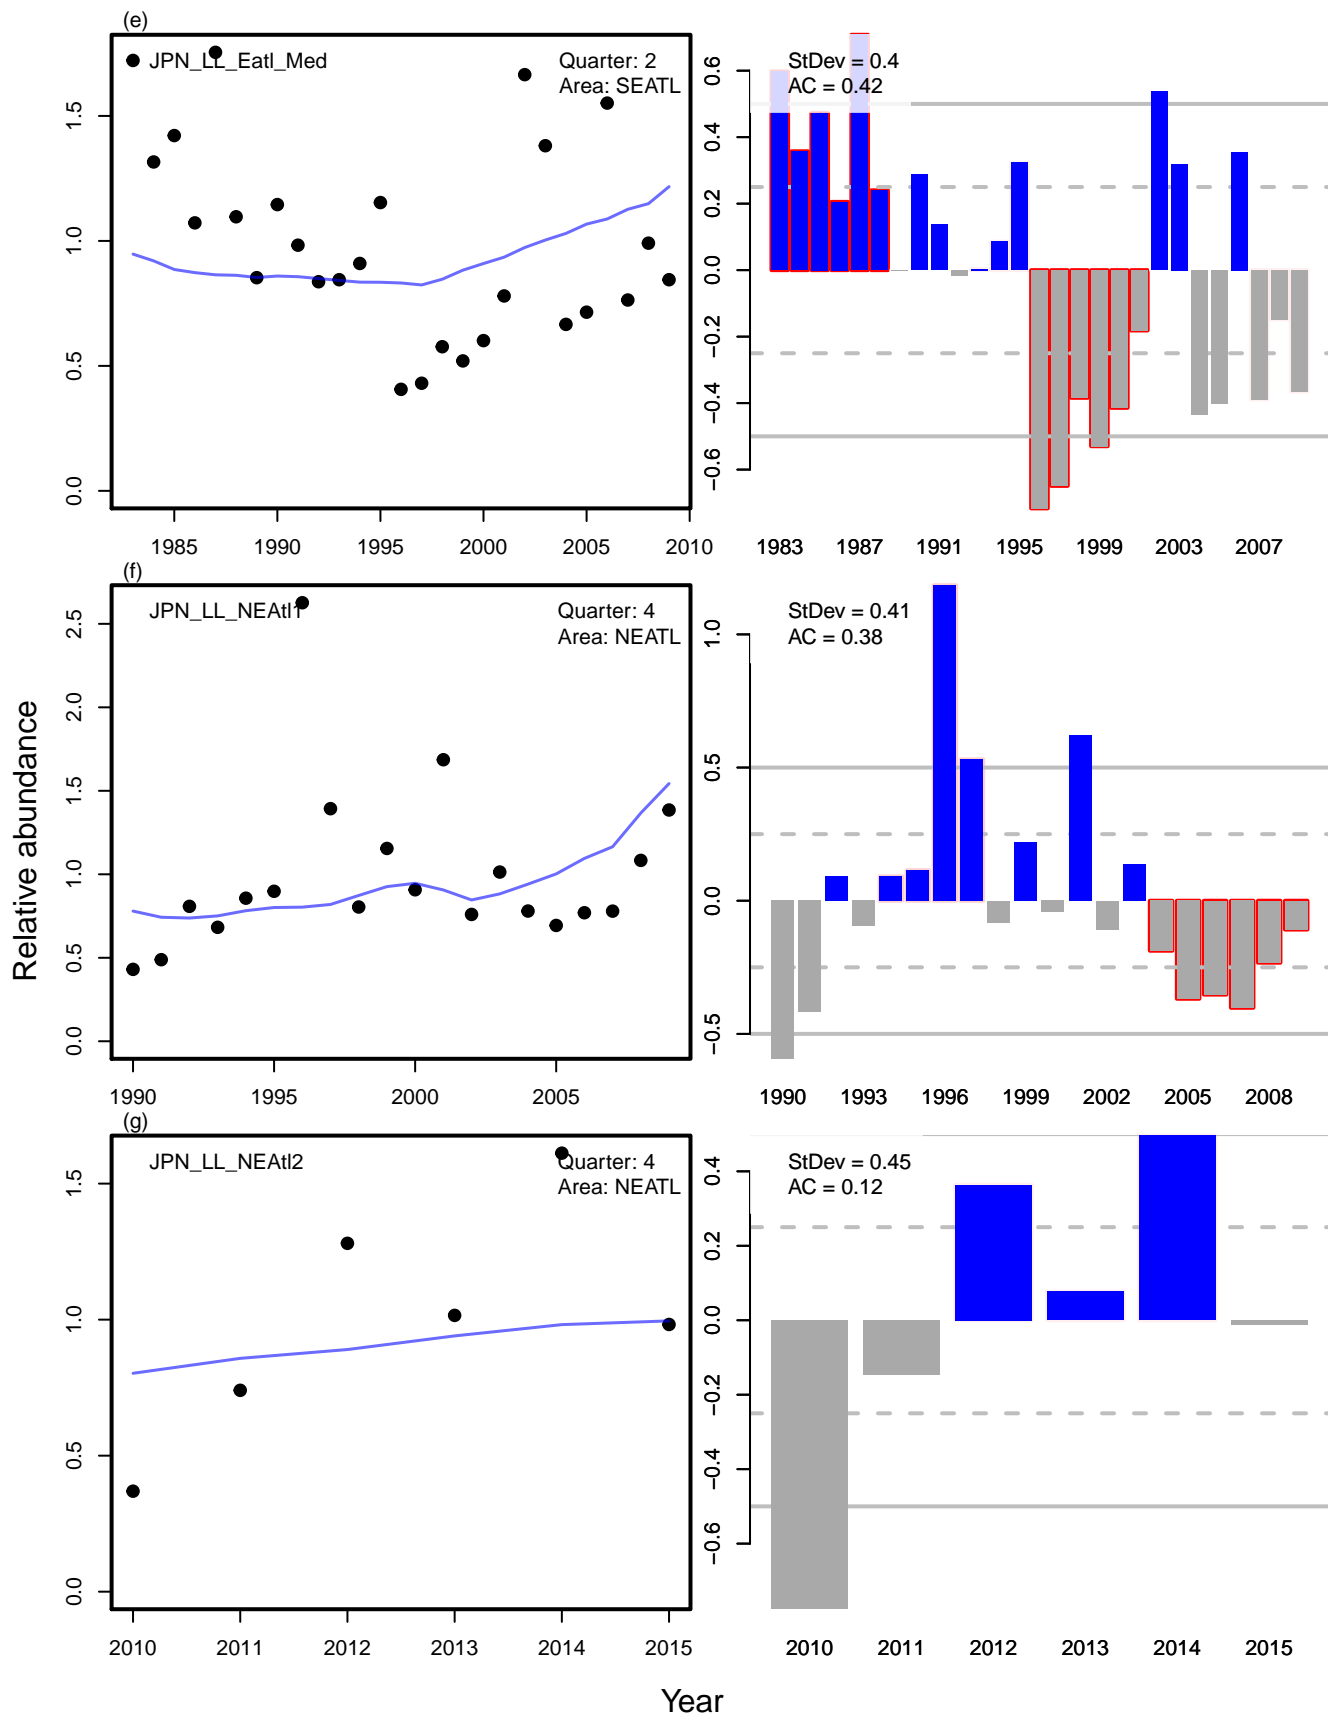 (e)
JPN_LL_Eatl_Med
Quarter: 2
Area: SEATL
0.0 0.5 1.0 1.5
1985 1990 1995 2000 2005 2010
StDev = 0.4
AC = 0.42
−0.6 −0.4 −0.2 0.0 0.2 0.4 0.6
1983 1987 1991 1995 1999 2003 2007
(f)
JPN_LL_NEAtl1
Quarter: 4
Area: NEATL
0.0 0.5 1.0 1.5 2.0 2.5
1990 1995 2000 2005
StDev = 0.41
AC = 0.38
−0.5 0.0 0.5 1.0
1990 1993 1996 1999 2002 2005 2008
(g)
JPN_LL_NEAtl2
Quarter: 4
Area: NEATL
0.0 0.5 1.0 1.5
2010 2011 2012 2013 2014 2015
StDev = 0.45
AC = 0.12
−0.6 −0.4 −0.2 0.0 0.2 0.4
2010 2011 2012 2013 2014 2015
Relative abundance
Year